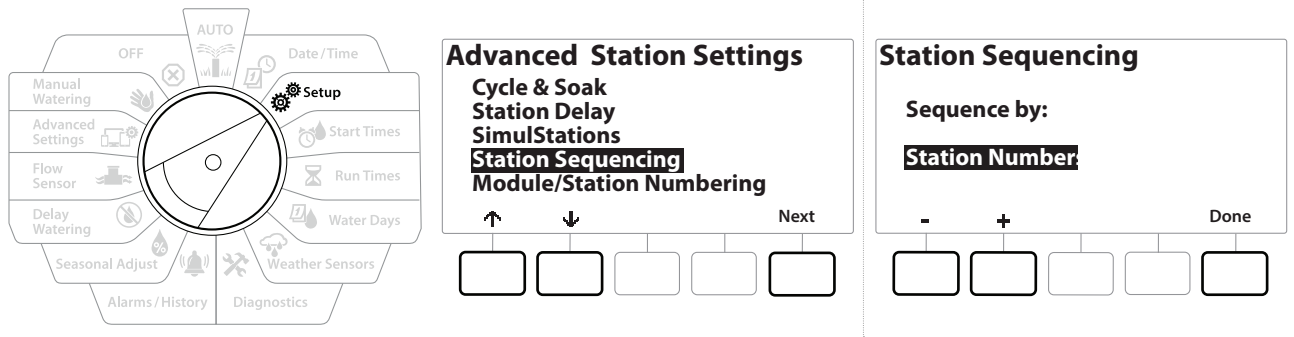 AUTO
OFF
Date / Time
Manual
Watering
Setup
Advanced
Settings
Start Times
Flow
Sensor
Run Times
Delay
Watering
Water Days
Seasonal Adjust
%
Weather Sensors
Alarms / History
Diagnostics
Advanced Station Settings
Cycle & Soak
Station Delay
SimulStations
Station Sequencing
Module/Station Numbering
Next
Station Sequencing
Sequence by:
Station Numbers
- +
Done